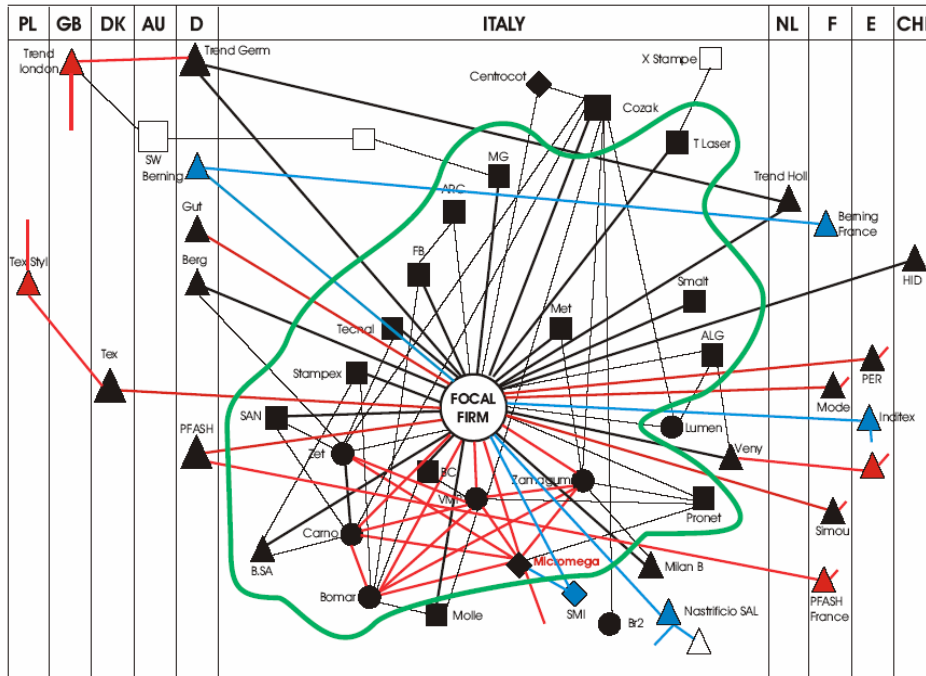 PL GB DK AU D ITALY NL F E CHI
Trend
london
Trend Germ
Centrocot
X Stampe
Cozak
T Laser
SW
Berning
MG
Trend Holl
ARC
Gut
Berning
France
Tex Styl
Berg
FB
Smalt
HID
Met
Tecnal
ALG
Tex
Stampex
PER
FOCAL
FIRM
Mode
SAN
Inditex
PFASH
Lumen
Zet
Veny
BC
Zamagum
VMT
Pronet
Carno
Simou
Micromega
B.SA
Milan B
Bomar
PFASH
France
Molle
SMI
Br2
Nastrificio SAL